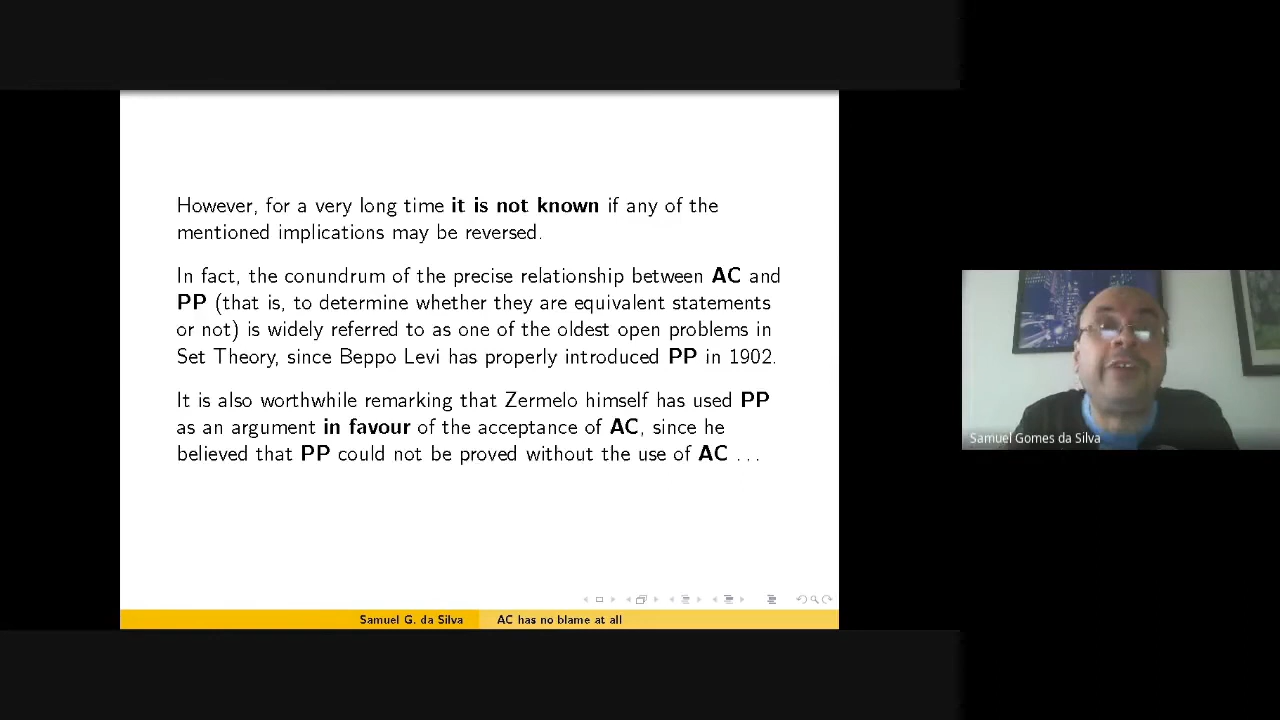 However, for a very long time it is not known if any of the
mentioned implications may be reversed.
In fact, the conundrum of the precise relationship between AC and
PP (that is, to determine whether they are equivalent statements
or not) is widely referred to as one of the oldest open problems in
Set Theory, since Beppo Levi has properly introduced PP in 1902.
It is also worthwhile remarking that Zermelo himself has used PP
as an argument in favour of the acceptance of AC, since he
believed that PP could not be proved without the use of AC ...
Samuel G. da Silva
AC has no blame at all
Samuel Gomes da Silva